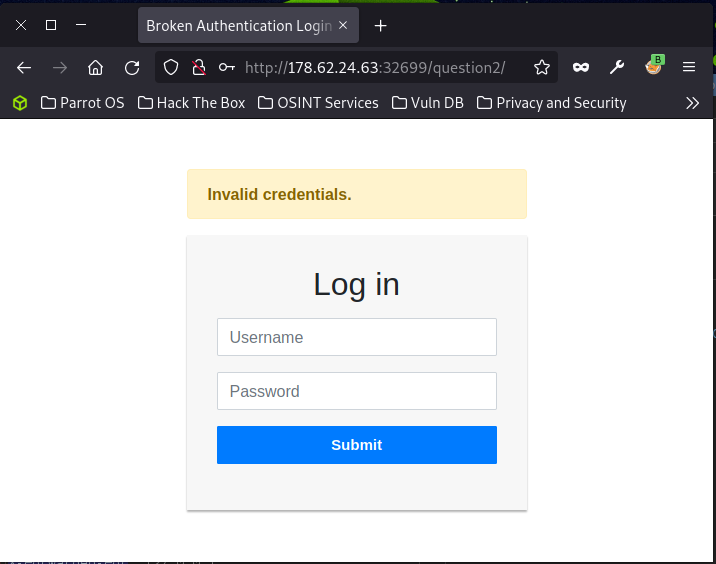 Broken Authentication Login
http://178.62.24.63:32699/question2/
B
Parrot OS Hack The Box OSINT Services Vuln DB Privacy and Security
Invalid credentials.
Log in
Username
Password
Submit